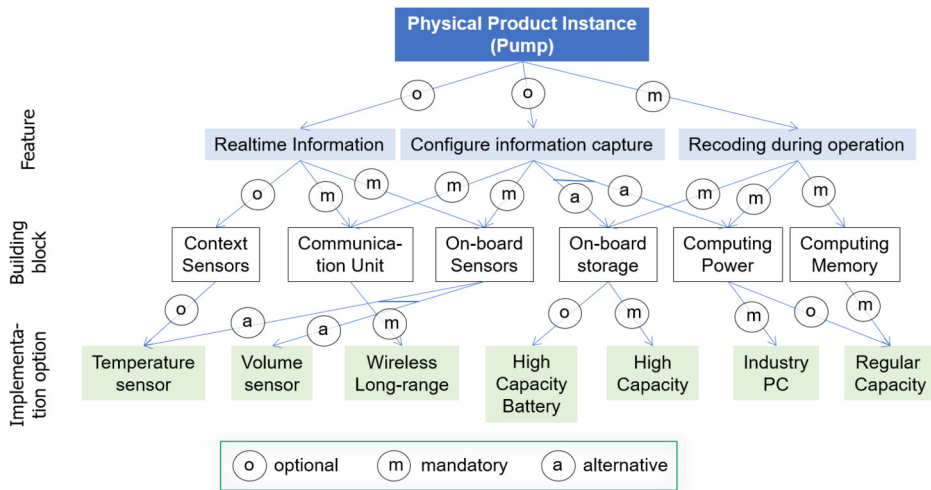 Physical Product Instance
(Pump)
o
o
m
Feature
Realtime Information
Configure information capture
Recoding during operation
o
m
m
m
m
a
a
m
m
m
Building
block
Context
Sensors
Communica-
tion Unit
On-board
Sensors
On-board
storage
Computing
Power
Computing
Memory
o
a
a
m
o
m
m
o
m
Implementa-
tion option
Temperature
sensor
Volume
sensor
Wireless
Long-range
High
Capacity
Battery
High
Capacity
Industry
PC
Regular
Capacity
o optional
m mandatory
a alternative